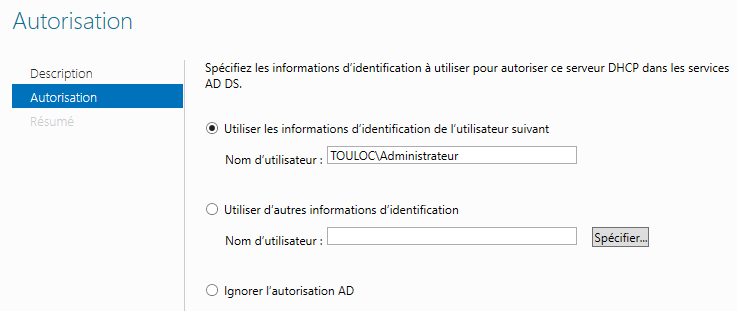 Autorisation
Description
Autorisation
Résumé
Spécifiez les informations d'identification à utiliser pour autoriser ce serveur DHCP dans les services
AD DS.
Utiliser les informations d'identification de l'utilisateur suivant
Nom d'utilisateur : TOULOC\Administrateur
Utiliser d'autres informations d'identification
Nom d'utilisateur : Spécifier...
Ignorer l'autorisation AD